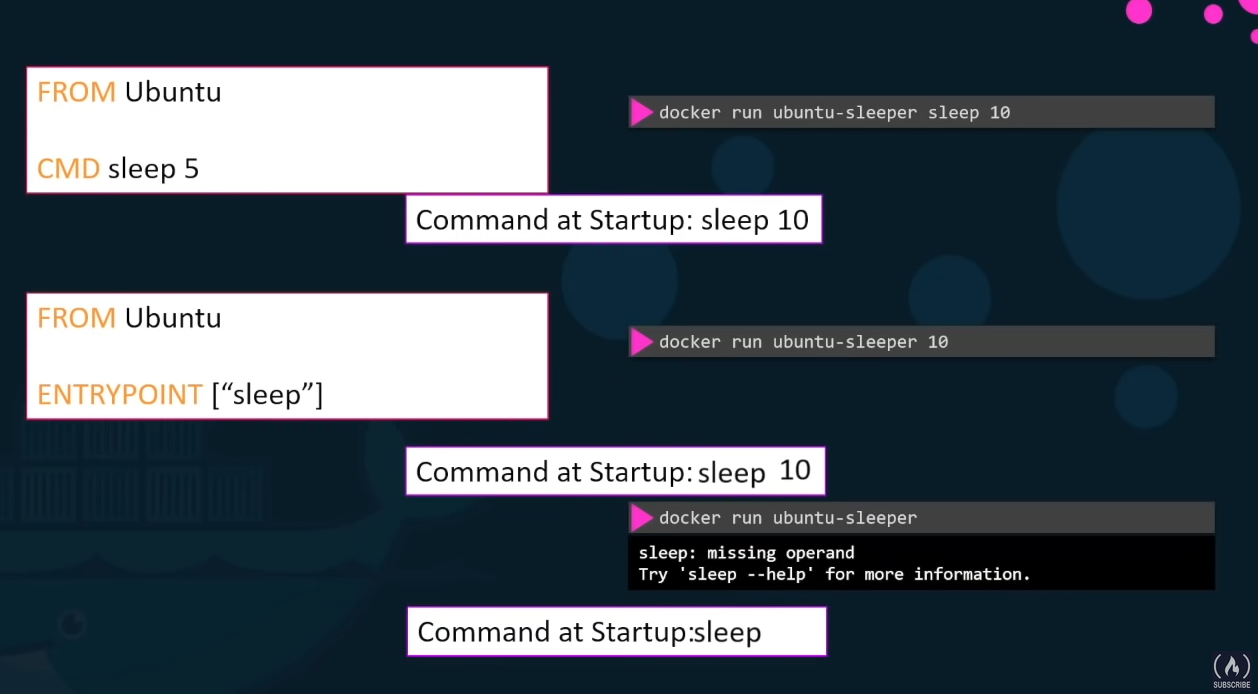 FROM Ubuntu
docker run ubuntu-sleeper sleep 10
CMD sleep 5
Command at Startup: sleep 10
FROM Ubuntu
docker run ubuntu-sleeper 10
ENTRYPOINT [“sleep”]
Command at Startup: sleep 10
docker run ubuntu-sleeper
sleep: missing operand
Try 'sleep --help' for more information.
Command at Startup:sleep
SUBSCRIBE